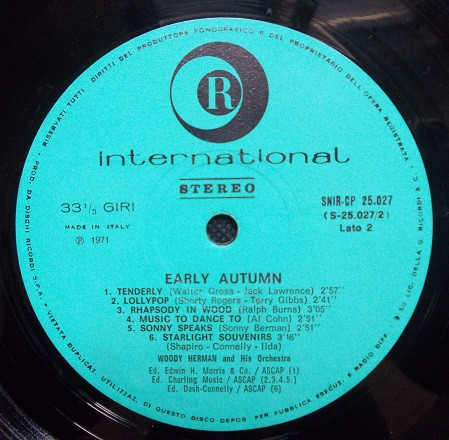 R
international
STEREO
33 1/3 GIRI
MADE IN ITALY
℗ 1971
SNIR-CP 25.027
(S-25.027/2)
Lato 2
EARLY AUTUMN
1. TENDERLY (Walter Gross - Jack Lawrence) 2'57"
2. LOLLYPOP (Shorty Rogers - Terry Gibbs) 2'41"
3. RHAPSODY IN WOOD (Ralph Burns) 3'05"
4. MUSIC TO DANCE TO (Al Cohn) 2'51"
5. SONNY SPEAKS (Sonny Berman) 2'51"
6. STARLIGHT SOUVENIRS 3'16"
(Shapiro - Connelly - Ilda)
WOODY HERMAN and His Orchestra
Ed. Edwin H. Morris & Co. / ASCAP (1)
Ed. Charling Music / ASCAP (2.3.4.5.)
Ed. Dash-Connelly / ASCAP (6)
PROD. DA DISCHI RICORDI S.P.A. - RISERVATI TUTTI I DIRITTI DEL PRODUTTORE FONOGRAFICO E DEL PROPRIETARIO DELL'OPERA REGISTRATA
SU LIC. DELLA G. RICORDI & C.
VIETATA DUPLICAZ. UTILIZZAZ. DI QUESTO DISCO DEPOS. PER PUBBLICA ESECUZ. E RADIO DIFF.